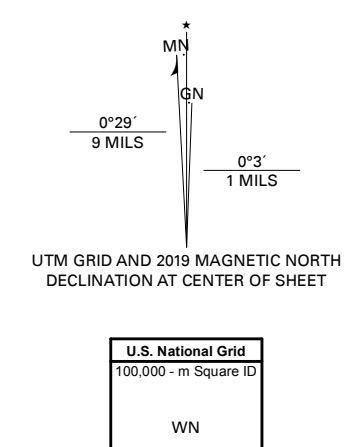 MN
GN
0°29´
9 MILS
0°3´
1 MILS
UTM GRID AND 2019 MAGNETIC NORTH
DECLINATION AT CENTER OF SHEET
U.S. National Grid
100,000 - m Square ID
WN